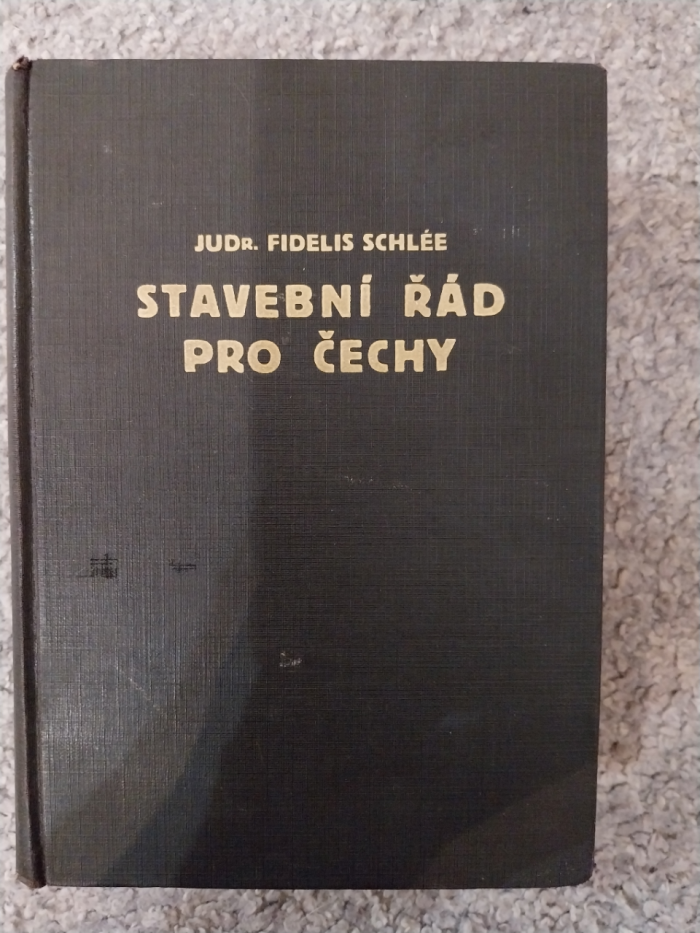 JUDR. FIDELIS SCHLÉE
STAVEBNÍ ŘÁD
PRO ČECHY